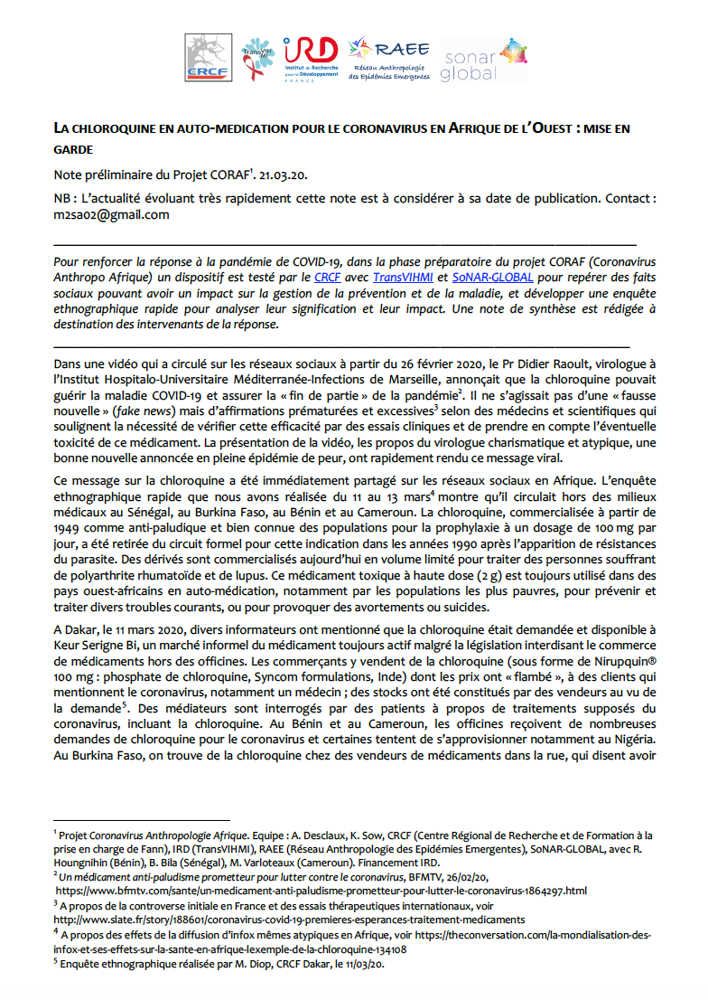 CRCF
TransVIH
MI
iRD
Institut de Recherche
pour le Développement
FRANCE
RAEE
Réseau Anthropologie
des Epidémies Emergentes
sonar
global
LA CHLOROQUINE EN AUTO-MEDICATION POUR LE CORONAVIRUS EN AFRIQUE DE L’OUEST : MISE EN
GARDE
Note préliminaire du Projet CORAF1. 21.03.20.
NB : L’actualité évoluant très rapidement cette note est à considérer à sa date de publication. Contact :
m2sa02@gmail.com
Pour renforcer la réponse à la pandémie de COVID-19, dans la phase préparatoire du projet CORAF (Coronavirus
Anthropo Afrique) un dispositif est testé par le CRCF avec TransVIHMI et SoNAR-GLOBAL pour repérer des faits
sociaux pouvant avoir un impact sur la gestion de la prévention et de la maladie, et développer une enquête
ethnographique rapide pour analyser leur signification et leur impact. Une note de synthèse est rédigée à
destination des intervenants de la réponse.
Dans une vidéo qui a circulé sur les réseaux sociaux à partir du 26 février 2020, le Pr Didier Raoult, virologue à
l’Institut Hospitalo-Universitaire Méditerranée-Infections de Marseille, annonçait que la chloroquine pouvait
guérir la maladie COVID-19 et assurer la « fin de partie » de la pandémie2. Il ne s’agissait pas d’une « fausse
nouvelle » (fake news) mais d’affirmations prématurées et excessives3 selon des médecins et scientifiques qui
soulignent la nécessité de vérifier cette efficacité par des essais cliniques et de prendre en compte l’éventuelle
toxicité de ce médicament. La présentation de la vidéo, les propos du virologue charismatique et atypique, une
bonne nouvelle annoncée en pleine épidémie de peur, ont rapidement rendu ce message viral.
Ce message sur la chloroquine a été immédiatement partagé sur les réseaux sociaux en Afrique. L’enquête
ethnographique rapide que nous avons réalisée du 11 au 13 mars4 montre qu’il circulait hors des milieux
médicaux au Sénégal, au Burkina Faso, au Bénin et au Cameroun. La chloroquine, commercialisée à partir de
1949 comme anti-paludique et bien connue des populations pour la prophylaxie à un dosage de 100 mg par
jour, a été retirée du circuit formel pour cette indication dans les années 1990 après l’apparition de résistances
du parasite. Des dérivés sont commercialisés aujourd’hui en volume limité pour traiter des personnes souffrant
de polyarthrite rhumatoïde et de lupus. Ce médicament toxique à haute dose (2 g) est toujours utilisé dans des
pays ouest-africains en auto-médication, notamment par les populations les plus pauvres, pour prévenir et
traiter divers troubles courants, ou pour provoquer des avortements ou suicides.
A Dakar, le 11 mars 2020, divers informateurs ont mentionné que la chloroquine était demandée et disponible à
Keur Serigne Bi, un marché informel du médicament toujours actif malgré la législation interdisant le commerce
de médicaments hors des officines. Les commerçants y vendent de la chloroquine (sous forme de Nirupquin®
100 mg : phosphate de chloroquine, Syncom formulations, Inde) dont les prix ont « flambé », à des clients qui
mentionnent le coronavirus, notamment un médecin ; des stocks ont été constitués par des vendeurs au vu de
la demande5. Des médiateurs sont interrogés par des patients à propos de traitements supposés du
coronavirus, incluant la chloroquine. Au Bénin et au Cameroun, les officines reçoivent de nombreuses
demandes de chloroquine pour le coronavirus et certaines tentent de s’approvisionner notamment au Nigéria.
Au Burkina Faso, on trouve de la chloroquine chez des vendeurs de médicaments dans la rue, qui disent avoir
1 Projet Coronavirus Anthropologie Afrique. Equipe : A. Desclaux, K. Sow, CRCF (Centre Régional de Recherche et de Formation à la
prise en charge de Fann), IRD (TransVIHMI), RAEE (Réseau Anthropologie des Epidémies Emergentes), SoNAR-GLOBAL, avec R.
Houngnihin (Bénin), B. Bila (Sénégal), M. Varloteaux (Cameroun). Financement IRD.
2 Un médicament anti-paludisme prometteur pour lutter contre le coronavirus, BFMTV, 26/02/20,
https://www.bfmtv.com/sante/un-medicament-anti-paludisme-prometteur-pour-lutter-le-coronavirus-1864297.html
3 A propos de la controverse initiale en France et des essais thérapeutiques internationaux, voir
http://www.slate.fr/story/188601/coronavirus-covid-19-premieres-esperances-traitement-medicaments
4 A propos des effets de la diffusion d’infox mêmes atypiques en Afrique, voir https://theconversation.com/la-mondialisation-des-
infox-et-ses-effets-sur-la-sante-en-afrique-lexemple-de-la-chloroquine-134108
5 Enquête ethnographique réalisée par M. Diop, CRCF Dakar, le 11/03/20.